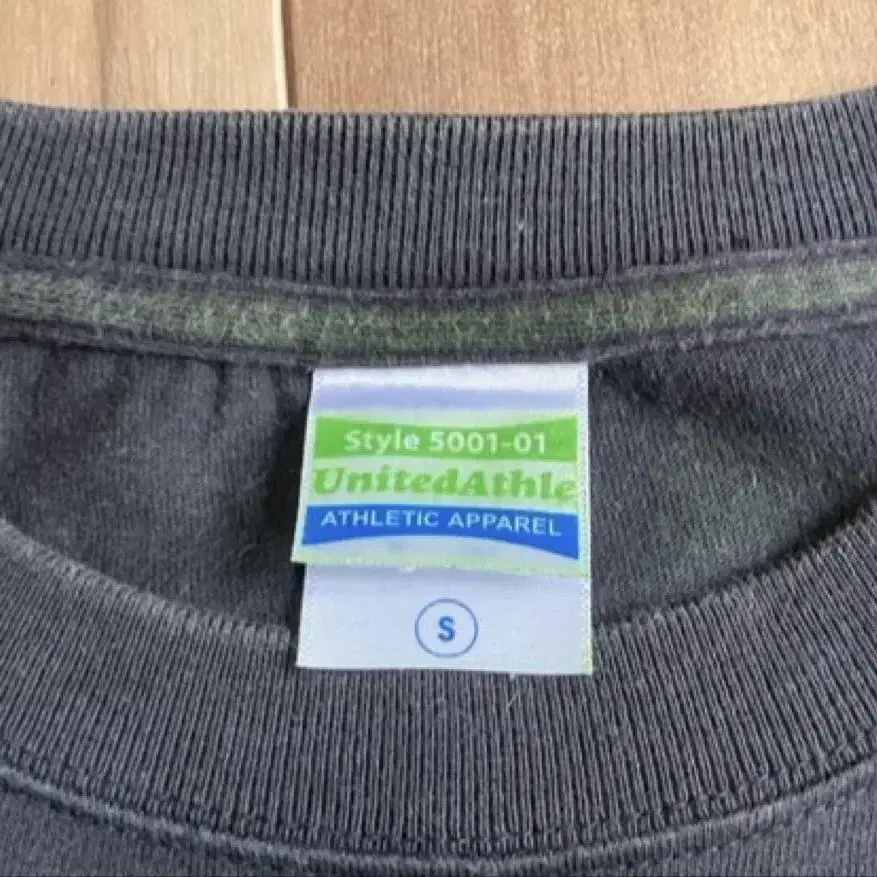 Style 5001-01
UnitedAthle
ATHLETIC APPAREL
S